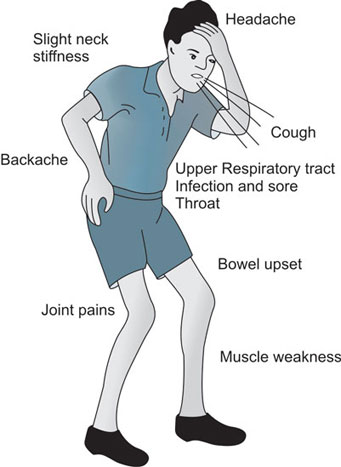 Headache
Slight neck
stiffness
Cough
Backache
Upper Respiratory tract
Infection and sore
Throat
Bowel upset
Joint pains
Muscle weakness